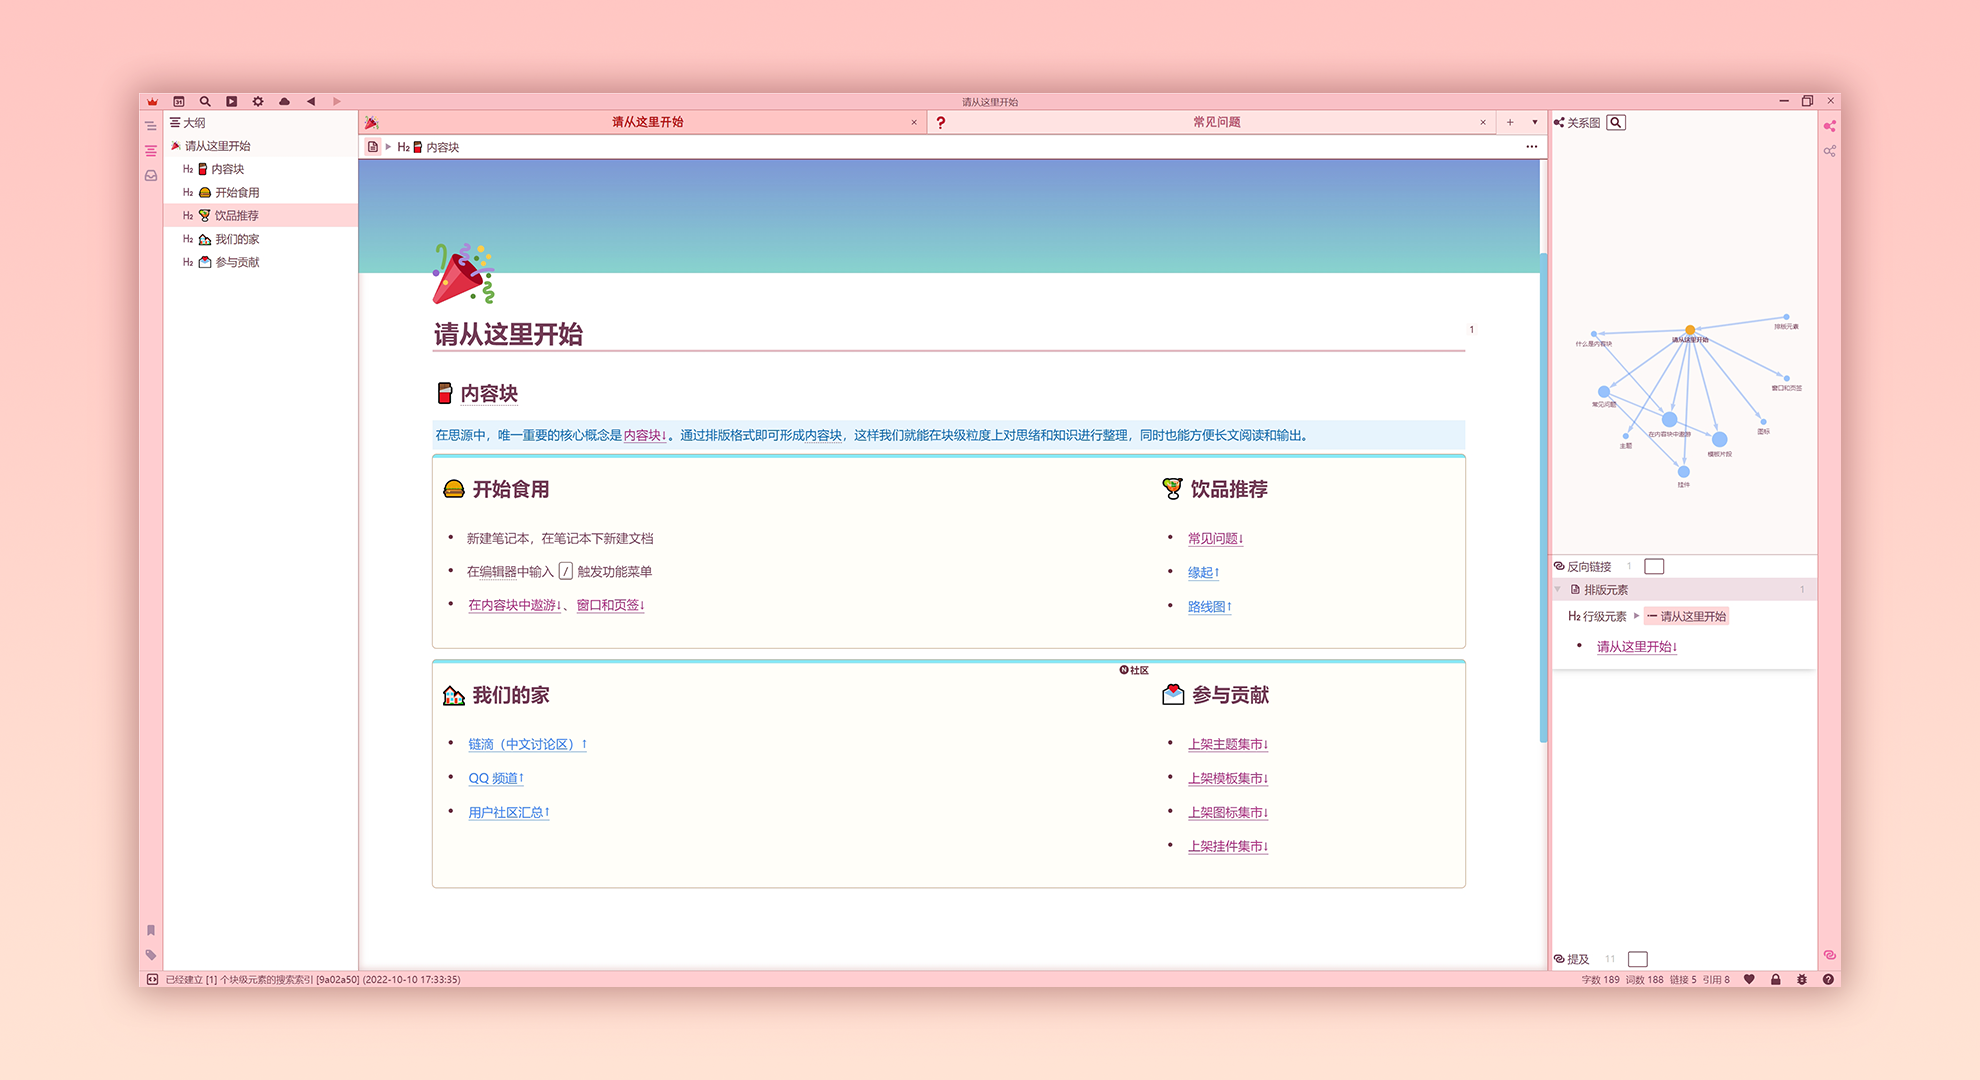 请从这里开始
大纲
请从这里开始
H2 内容块
H2 开始食用
H2 饮品推荐
H2 我们的家
H2 参与贡献
请从这里开始
常见问题
H2 内容块
请从这里开始
1
内容块
在思源中，唯一重要的核心概念是内容块↓。通过排版格式即可形成内容块，这样我们就能在块级粒度上对思绪和知识进行整理，同时也能方便长文阅读和输出。
开始食用
新建笔记本，在笔记本下新建文档
在编辑器中输入 / 触发功能菜单
在内容块中遨游↓、窗口和页签↓
饮品推荐
常见问题↓
缘起↑
路线图↑
社区
我们的家
链滴（中文讨论区）↑
QQ 频道↑
用户社区汇总↑
参与贡献
上架主题集市↓
上架模板集市↓
上架图标集市↓
上架挂件集市↓
关系图
排版元素
请从这里开始
什么是内容块
窗口和页签
常见问题
图标
在内容块中遨游
主题
模板片段
挂件
反向链接 1
排版元素 1
H2 行级元素 请从这里开始
请从这里开始↓
提及 11
已经建立 [1] 个块级元素的搜索索引 [9a02a50] (2022-10-10 17:33:35)
字数 189 词数 188 链接 5 引用 8